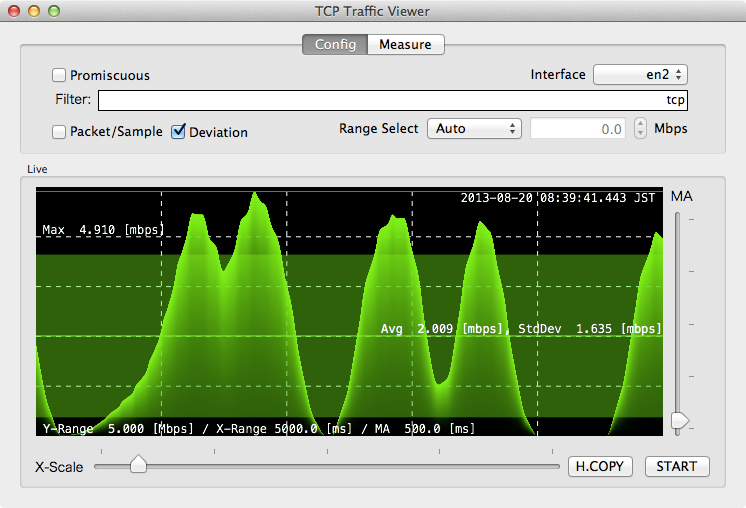 TCP Traffic Viewer
Config Measure
Promiscuous Interface en2
Filter: tcp
Packet/Sample Deviation Range Select Auto 0.0 Mbps
Live
2013-08-20 08:39:41.443 JST MA
Max 4.910 [mbps]
Avg 2.009 [mbps], StdDev 1.635 [mbps]
Y-Range 5.000 [Mbps] / X-Range 5000.0 [ms] / MA 500.0 [ms]
X-Scale H.COPY START